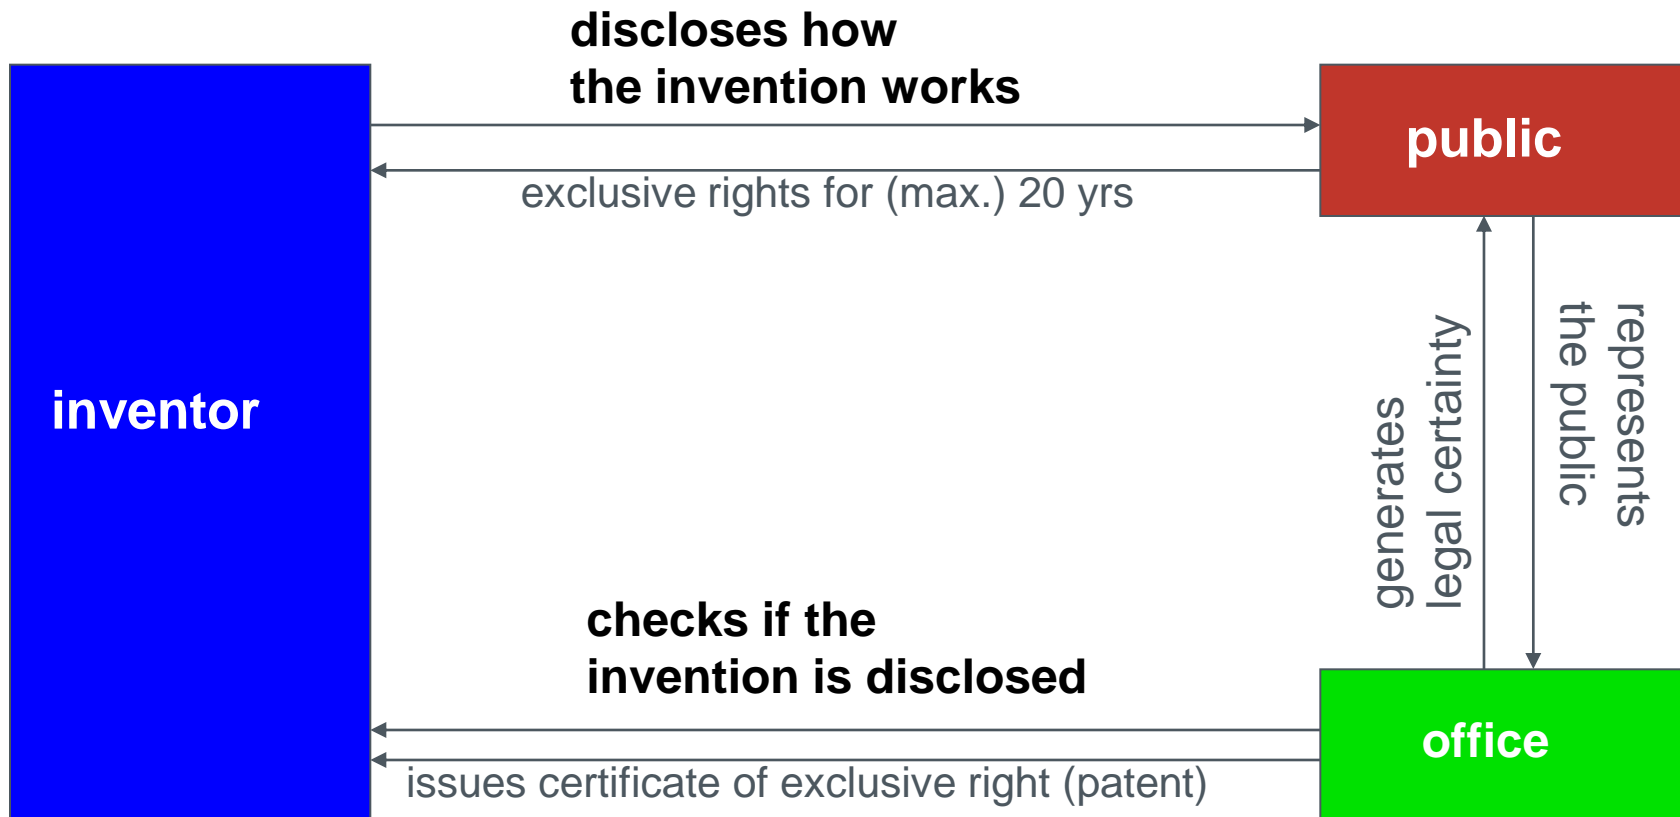 discloses how
the invention works
public
exclusive rights for (max.) 20 yrs
inventor
generates
legal certainty
represents
the public
checks if the
invention is disclosed
office
issues certificate of exclusive right (patent)